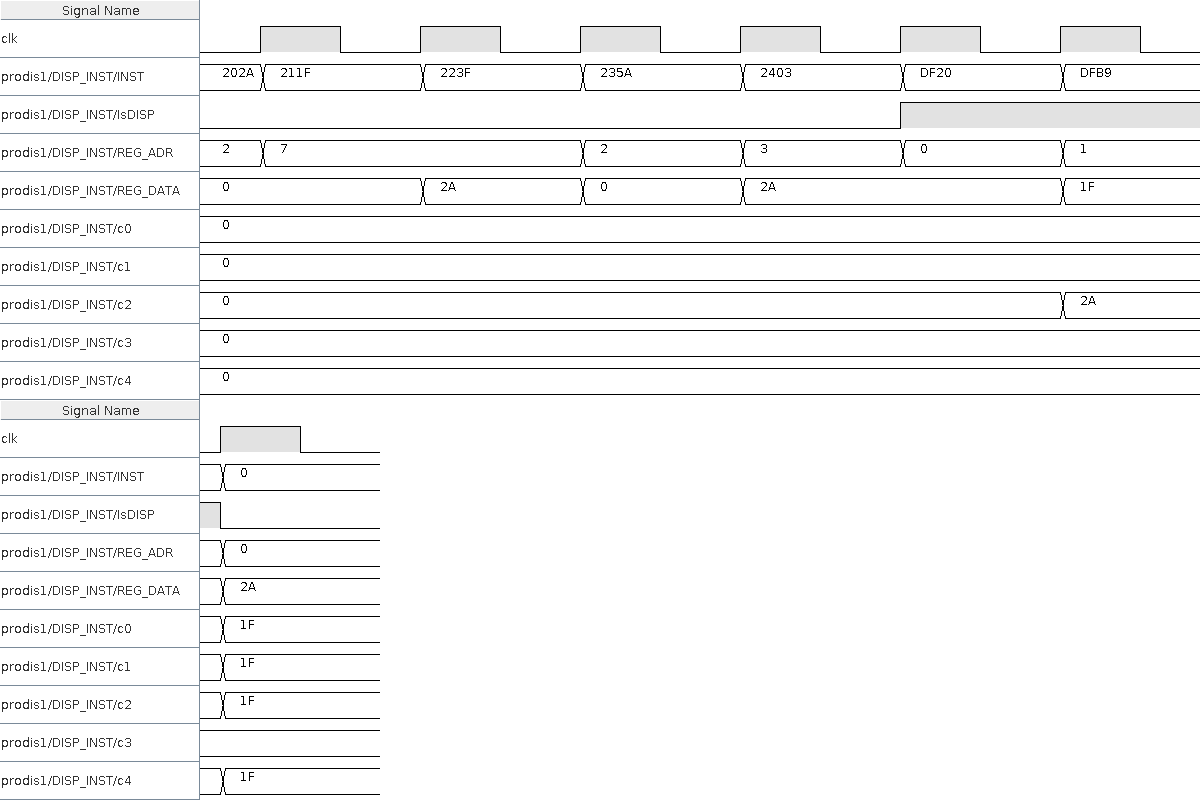 Signal Name
clk
prodis1/DISP_INST/INST 202A 211F 223F 235A 2403 DF20 DFB9
prodis1/DISP_INST/IsDISP
prodis1/DISP_INST/REG_ADR 2 7 2 3 0 1
prodis1/DISP_INST/REG_DATA 0 2A 0 2A 1F
prodis1/DISP_INST/c0 0
prodis1/DISP_INST/c1 0
prodis1/DISP_INST/c2 0 2A
prodis1/DISP_INST/c3 0
prodis1/DISP_INST/c4 0
Signal Name
clk
prodis1/DISP_INST/INST 0
prodis1/DISP_INST/IsDISP
prodis1/DISP_INST/REG_ADR 0
prodis1/DISP_INST/REG_DATA 2A
prodis1/DISP_INST/c0 1F
prodis1/DISP_INST/c1 1F
prodis1/DISP_INST/c2 1F
prodis1/DISP_INST/c3
prodis1/DISP_INST/c4 1F